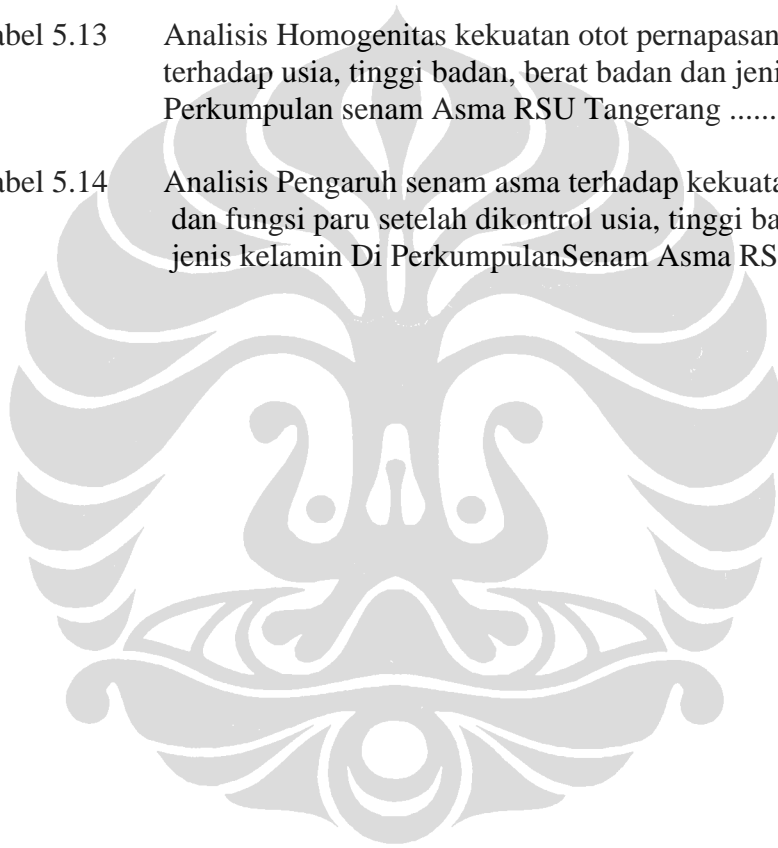 abel 5.13 Analisis Homogenitas kekuatan otot pernapasan
terhadap usia, tinggi badan, berat badan dan jeni
Perkumpulan senam Asma RSU Tangerang ......
abel 5.14 Analisis Pengaruh senam asma terhadap kekuata
dan fungsi paru setelah dikontrol usia, tinggi ba
jenis kelamin Di PerkumpulanSenam Asma RS